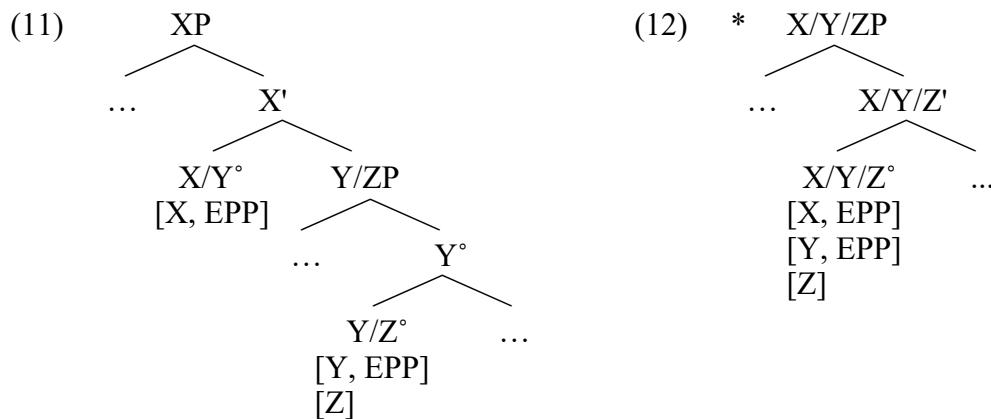 (11) XP (12) * X/Y/ZP
… X' … X/Y/Z'
X/Y˚ Y/ZP X/Y/Z˚ ...
[X, EPP] [X, EPP]
… Y˚ [Y, EPP]
[Z]
Y/Z˚ …
[Y, EPP]
[Z]